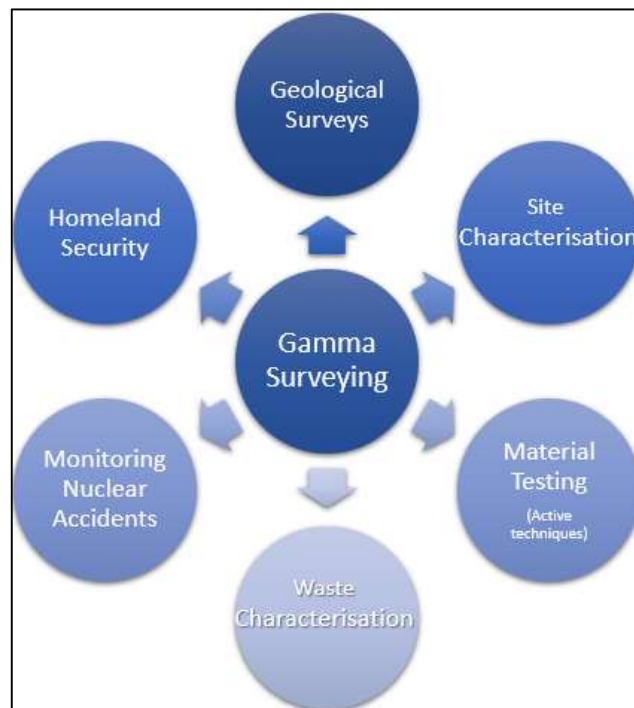 Geological
Surveys
Homeland
Security
Site
Characterisation
Gamma
Surveying
Monitoring
Nuclear
Accidents
Material
Testing
(Active
techniques)
Waste
Characterisation